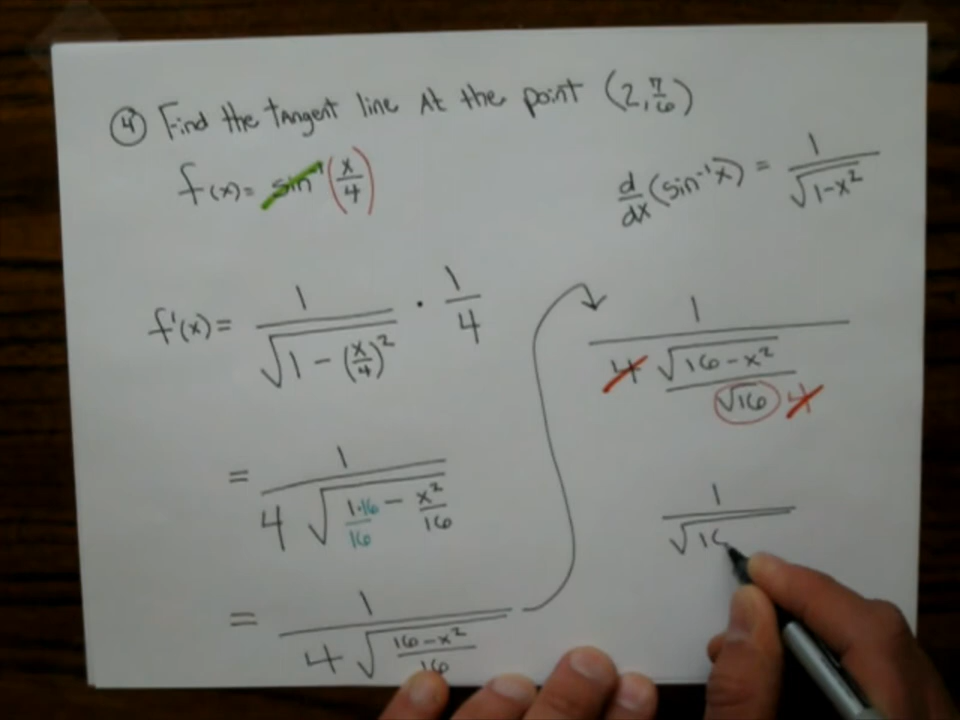 ④ Find the tangent line At the point (2, 7/6)
f(x) = sin⁻¹(x/4)
d/dx (sin⁻¹x) = 1/√(1-x²)
f'(x) = 1/√(1 - (x/4)²) · 1/4
= 1/(4√(1·16/16 - x²/16))
= 1/(4√((16-x²)/16))
1/(4 √(16-x²)/√16) 4
1/√16